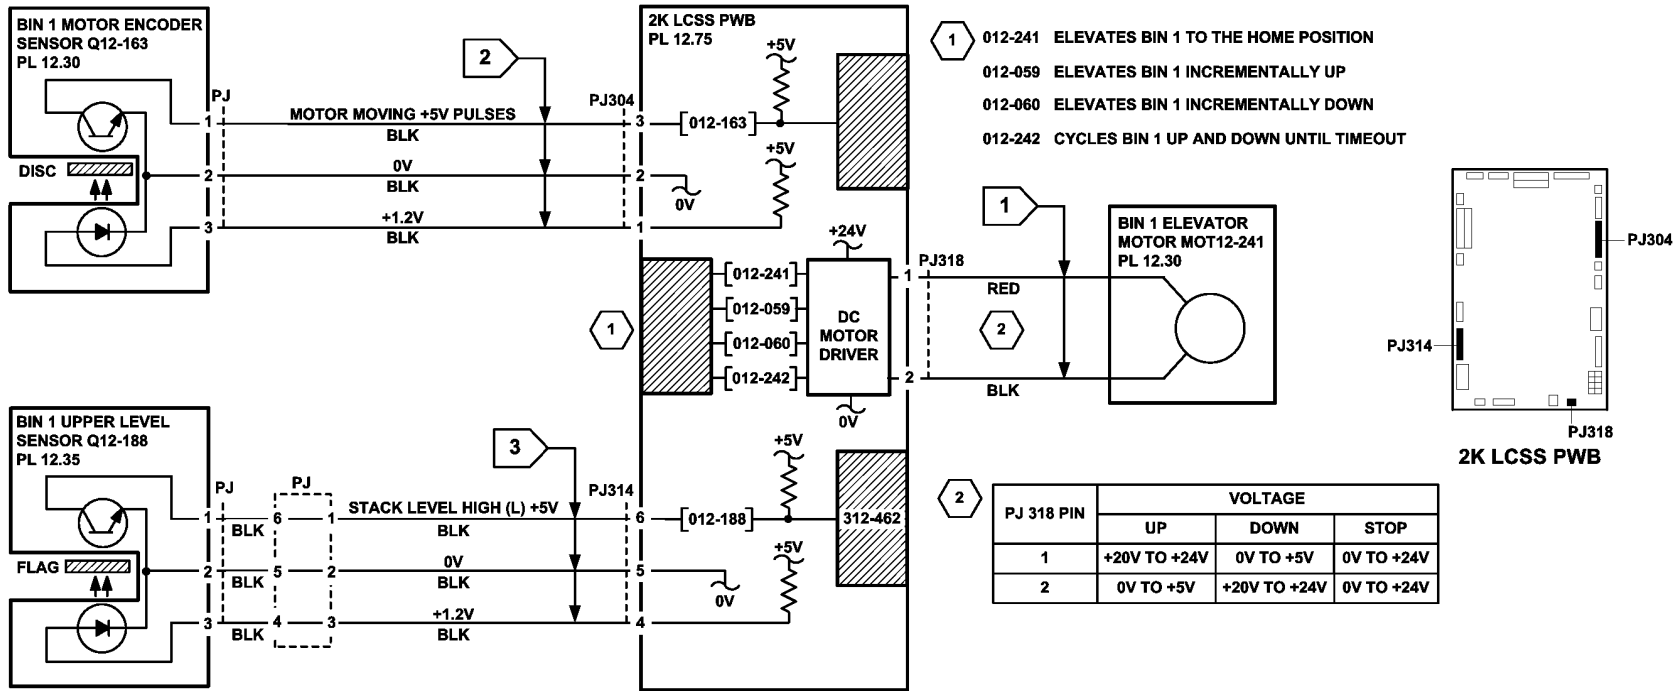 BIN 1 MOTOR ENCODER
SENSOR Q12-163
PL 12.30
DISC
PJ
1
2
3
2
MOTOR MOVING +5V PULSES
BLK
0V
BLK
+1.2V
BLK
PJ304
3
2
1
2K LCSS PWB
PL 12.75
+5V
012-163
+5V
0V
1
012-241 012-059 012-060 012-242
+24V
DC
MOTOR
DRIVER
0V
1
2
PJ318
1
RED
2
BLK
BIN 1 ELEVATOR
MOTOR MOT12-241
PL 12.30
BIN 1 UPPER LEVEL
SENSOR Q12-188
PL 12.35
FLAG
PJ
PJ
1 BLK 6 1
2 BLK 5 2
3 BLK 4 3
3
STACK LEVEL HIGH (L) +5V
BLK
0V
BLK
+1.2V
BLK
PJ314
6
5
4
+5V
012-188
312-462
+5V
0V
1
012-241 ELEVATES BIN 1 TO THE HOME POSITION
012-059 ELEVATES BIN 1 INCREMENTALLY UP
012-060 ELEVATES BIN 1 INCREMENTALLY DOWN
012-242 CYCLES BIN 1 UP AND DOWN UNTIL TIMEOUT
PJ304
PJ314
PJ318
2K LCSS PWB
2
PJ 318 PIN VOLTAGE
UP DOWN STOP
1 +20V TO +24V 0V TO +5V 0V TO +24V
2 0V TO +5V +20V TO +24V 0V TO +24V